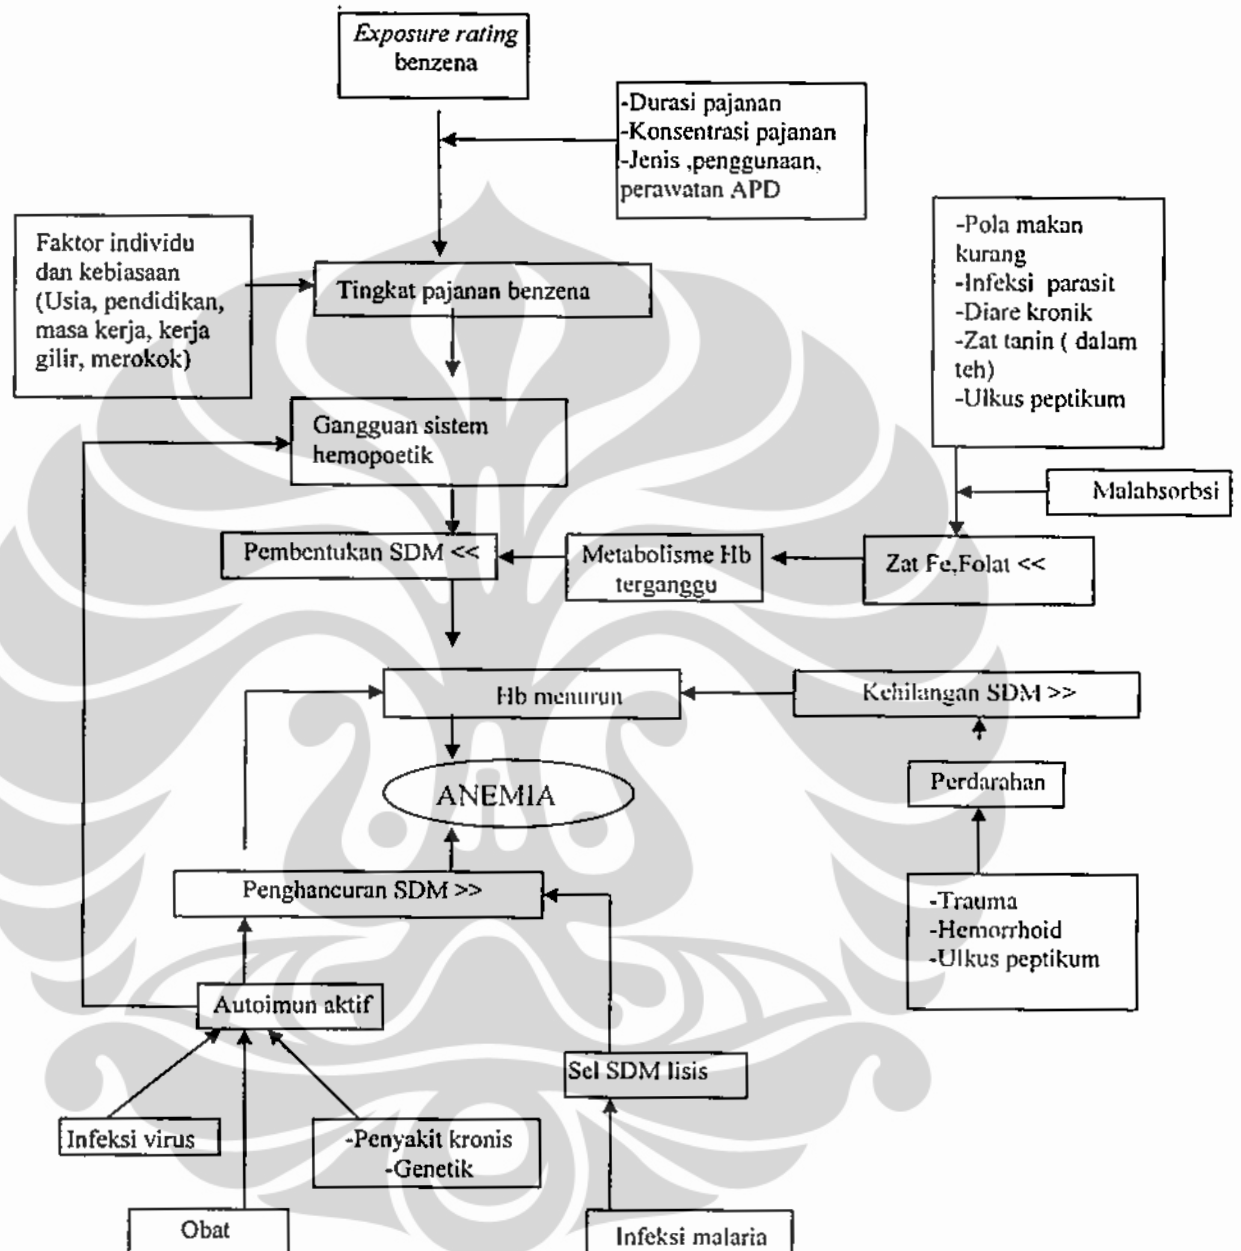 Exposure rating
benzena
-Durasi pajanan
-Konsentrasi pajanan
-Jenis ,penggunaan,
perawatan APD
Faktor individu
dan kebiasaan
(Usia, pendidikan,
masa kerja, kerja
gilir, merokok)
Tingkat pajanan benzena
-Pola makan
kurang
-Infeksi parasit
-Diare kronik
-Zat tanin ( dalam
teh)
-Ulkus peptikum
Gangguan sistem
hemopoetik
Malabsorbsi
Pembentukan SDM <<
Metabolisme Hb
terganggu
Zat Fe,Folat <<
Hb menurun
Kehilangan SDM >>
ANEMIA
Perdarahan
Penghancuran SDM >>
-Trauma
-Hemorrhoid
-Ulkus peptikum
Autoimun aktif
Sel SDM lisis
Infeksi virus
-Penyakit kronis
-Genetik
Obat
Infeksi malaria